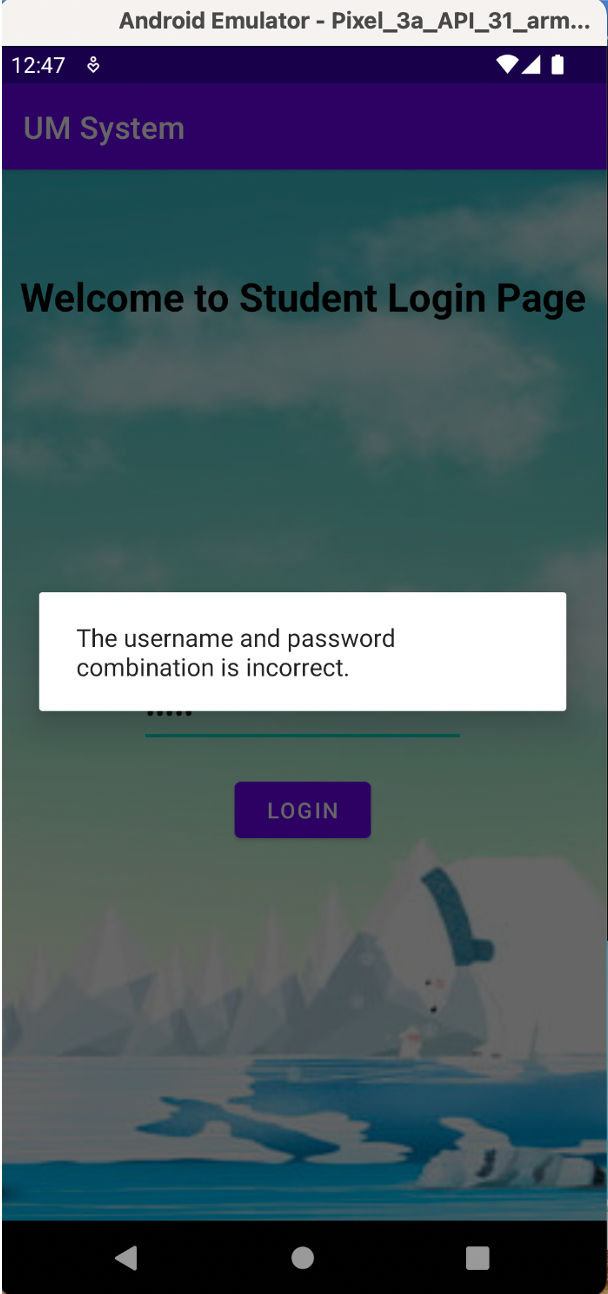 Android Emulator - Pixel_3a_API_31_arm...
12:47
UM System
Welcome to Student Login Page
The username and password
combination is incorrect.
LOGIN